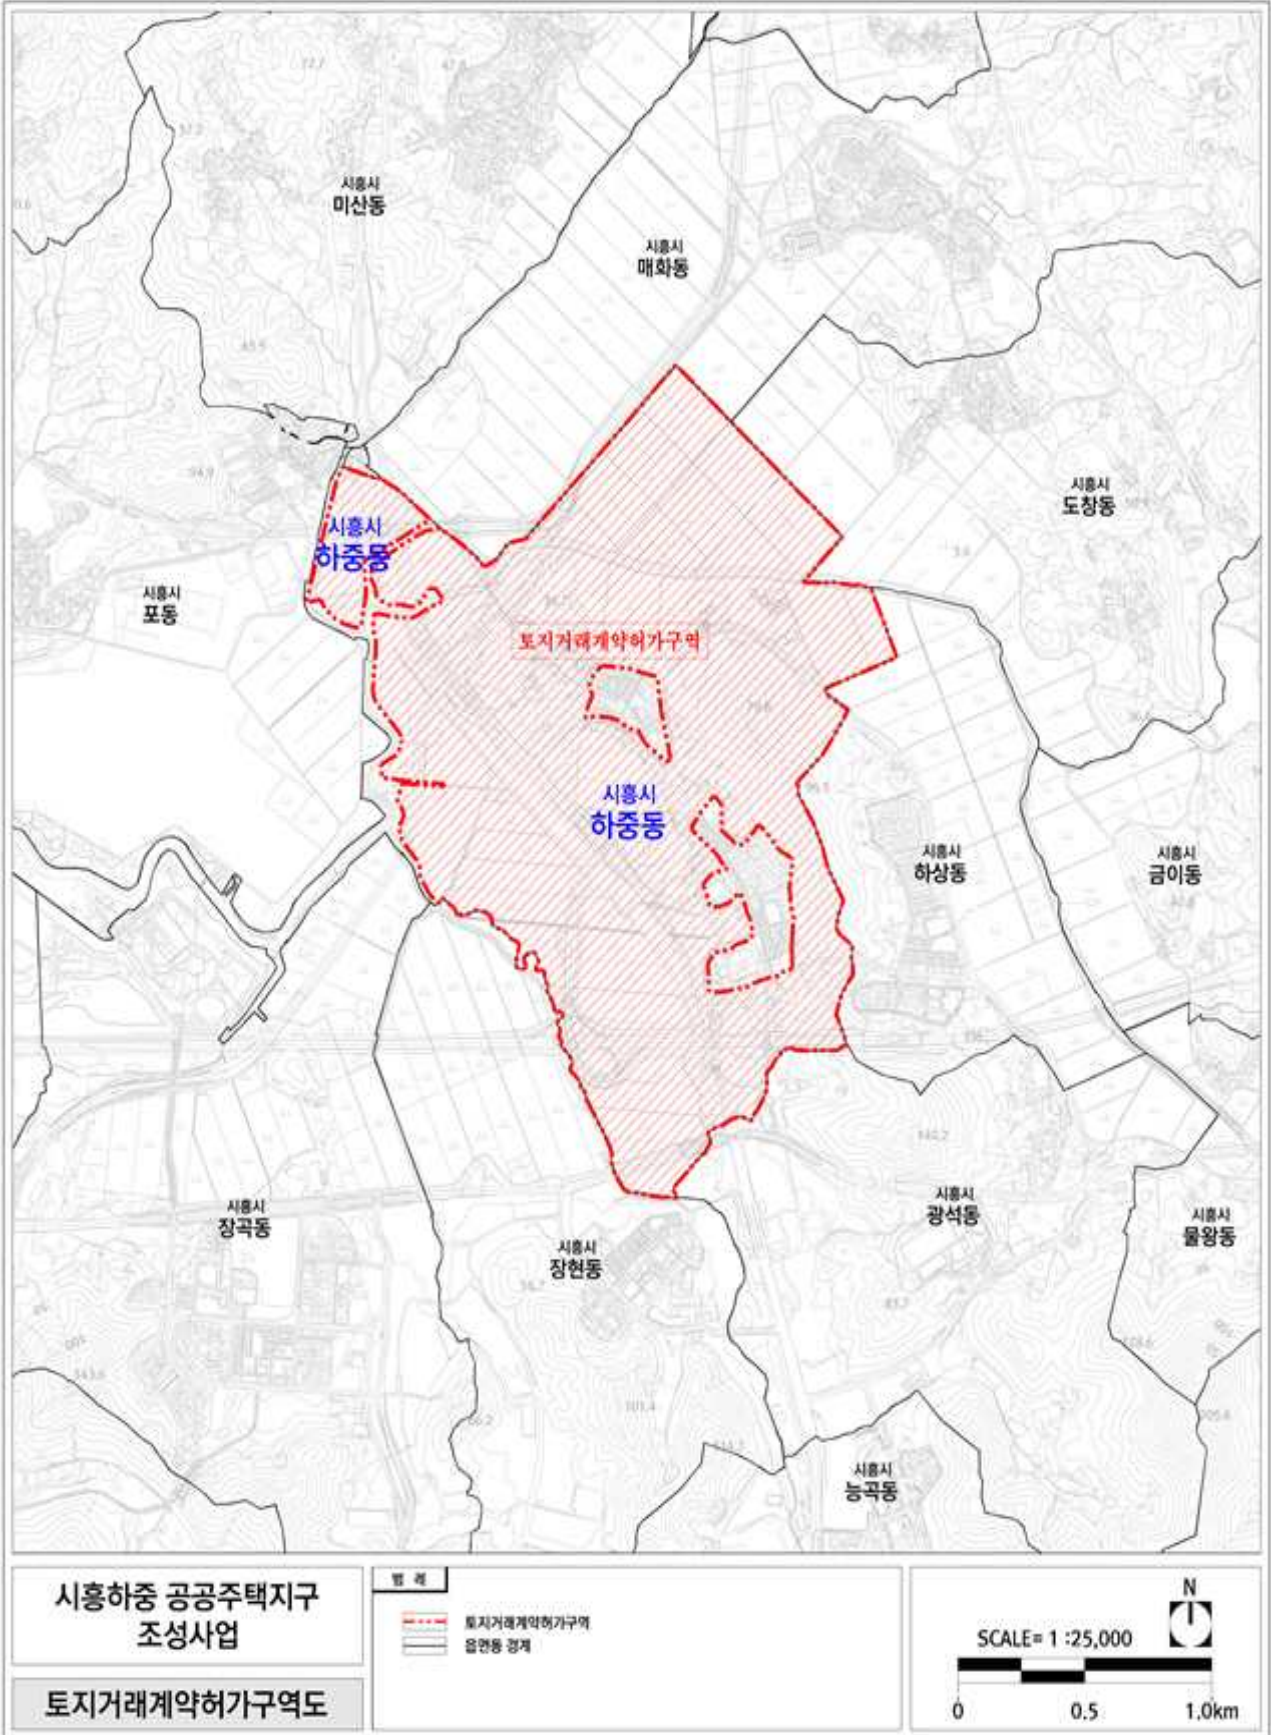 시흥시
미산동
시흥시
매화동
시흥시
도창동
시흥시
하중동
시흥시
포동
토지거래계약허가구역
시흥시
하중동
시흥시
하상동
시흥시
금이동
시흥시
장곡동
시흥시
장현동
시흥시
광석동
시흥시
물왕동
시흥시
능곡동
시흥하중 공공주택지구
조성사업
토지거래계약허가구역도
범 례
토지거래계약허가구역
읍면동 경계
N
SCALE= 1 :25,000
0 0.5 1.0km